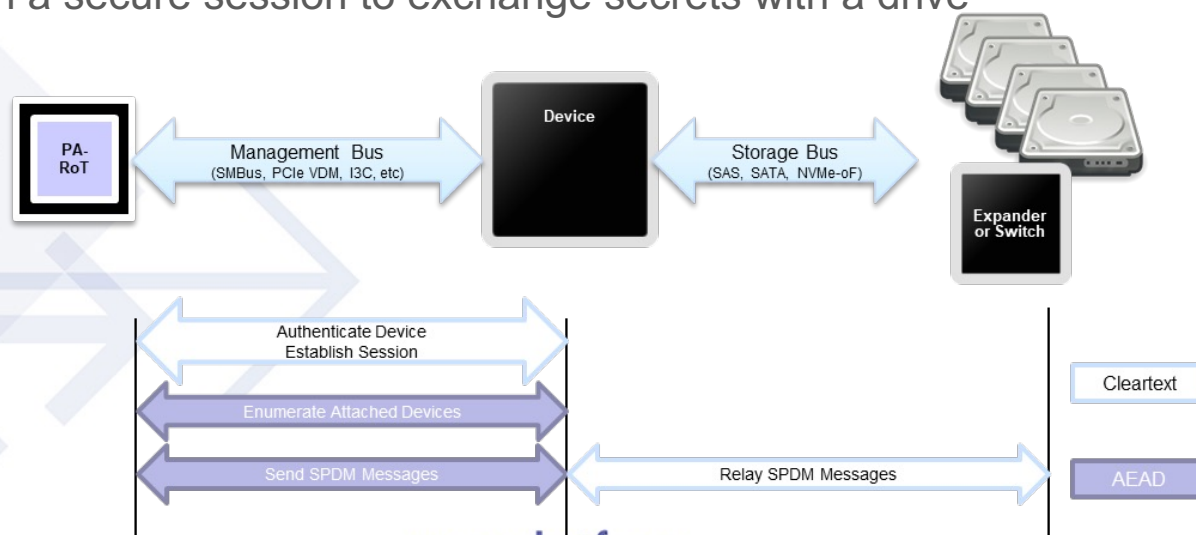 a secure session to exchange secrets with a drive
PA-
RoT
Management Bus
(SMBus, PCIe VDM, I3C, etc)
Device
Storage Bus
(SAS, SATA, NVMe-oF)
Expander
or Switch
Authenticate Device
Establish Session
Cleartext
Enumerate Attached Devices
Send SPDM Messages
Relay SPDM Messages
AEAD